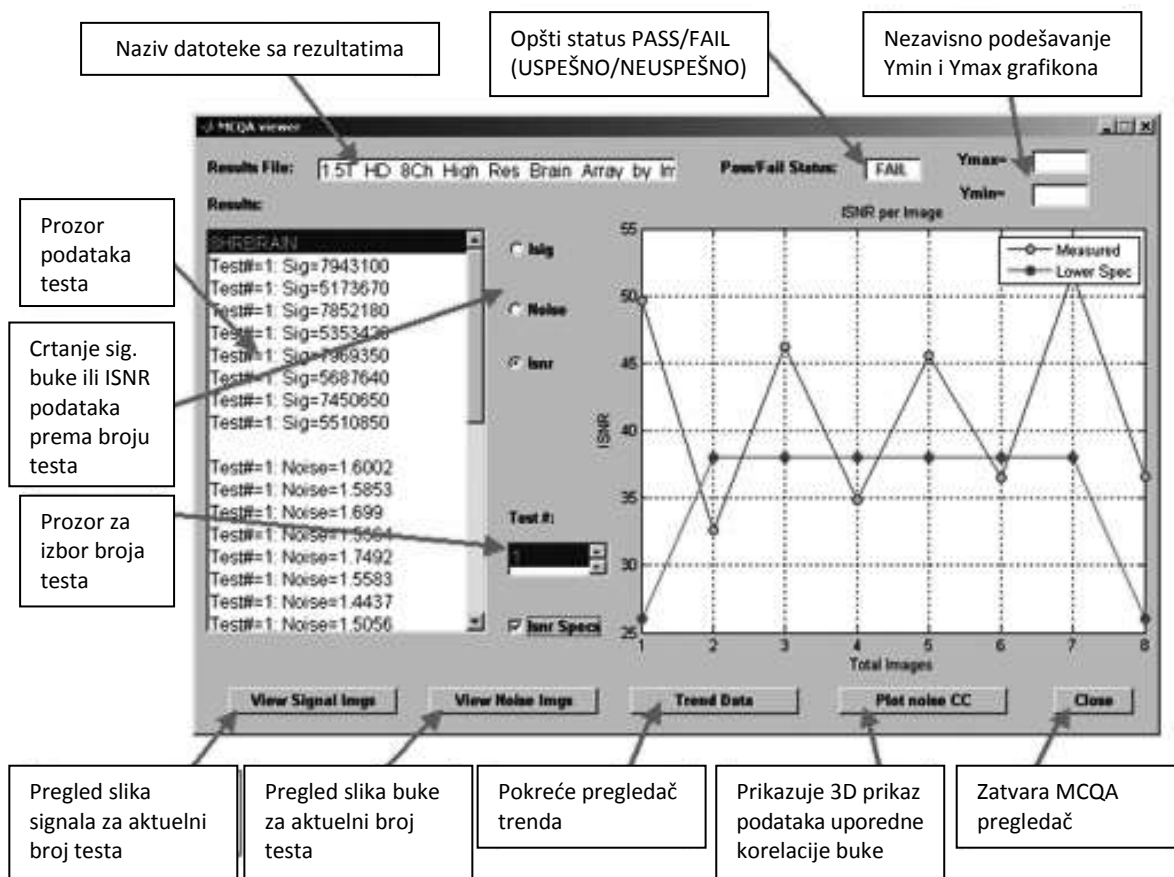 Naziv datoteke sa rezultatima
Opšti status PASS/FAIL
(USPEŠNO/NEUSPEŠNO)
Nezavisno podešavanje
Ymin i Ymax grafikona
MCQA viewer
Results File:
1.5T HD 8Ch High Res Brain Array by Im
Pass/Fail Status:
FAIL
Ymax=
Ymin=
Results:
Prozor
podataka
testa
Crtanje sig.
buke ili ISNR
podataka
prema broju
testa
Prozor za
izbor broja
testa
8HRBRAIN
Test#=1: Sig=7943100
Test#=1: Sig=5173670
Test#=1: Sig=7852180
Test#=1: Sig=5353420
Test#=1: Sig=7969350
Test#=1: Sig=5687640
Test#=1: Sig=7450650
Test#=1: Sig=5510850
Test#=1: Noise=1.6002
Test#=1: Noise=1.5853
Test#=1: Noise=1.699
Test#=1: Noise=1.5664
Test#=1: Noise=1.7492
Test#=1: Noise=1.5583
Test#=1: Noise=1.4437
Test#=1: Noise=1.5056
Isig
Noise
Isnr
Test #:
1
Isnr Specs
ISNR per Image
Measured
Lower Spec
ISNR
55
50
45
40
35
30
25
1 2 3 4 5 6 7 8
Total Images
View Signal Imgs
View Noise Imgs
Trend Data
Plot noise CC
Close
Pregled slika
signala za aktuelni
broj testa
Pregled slika buke
za aktuelni broj
testa
Pokreće pregledač
trenda
Prikazuje 3D prikaz
podataka uporedne
korelacije buke
Zatvara MCQA
pregledač